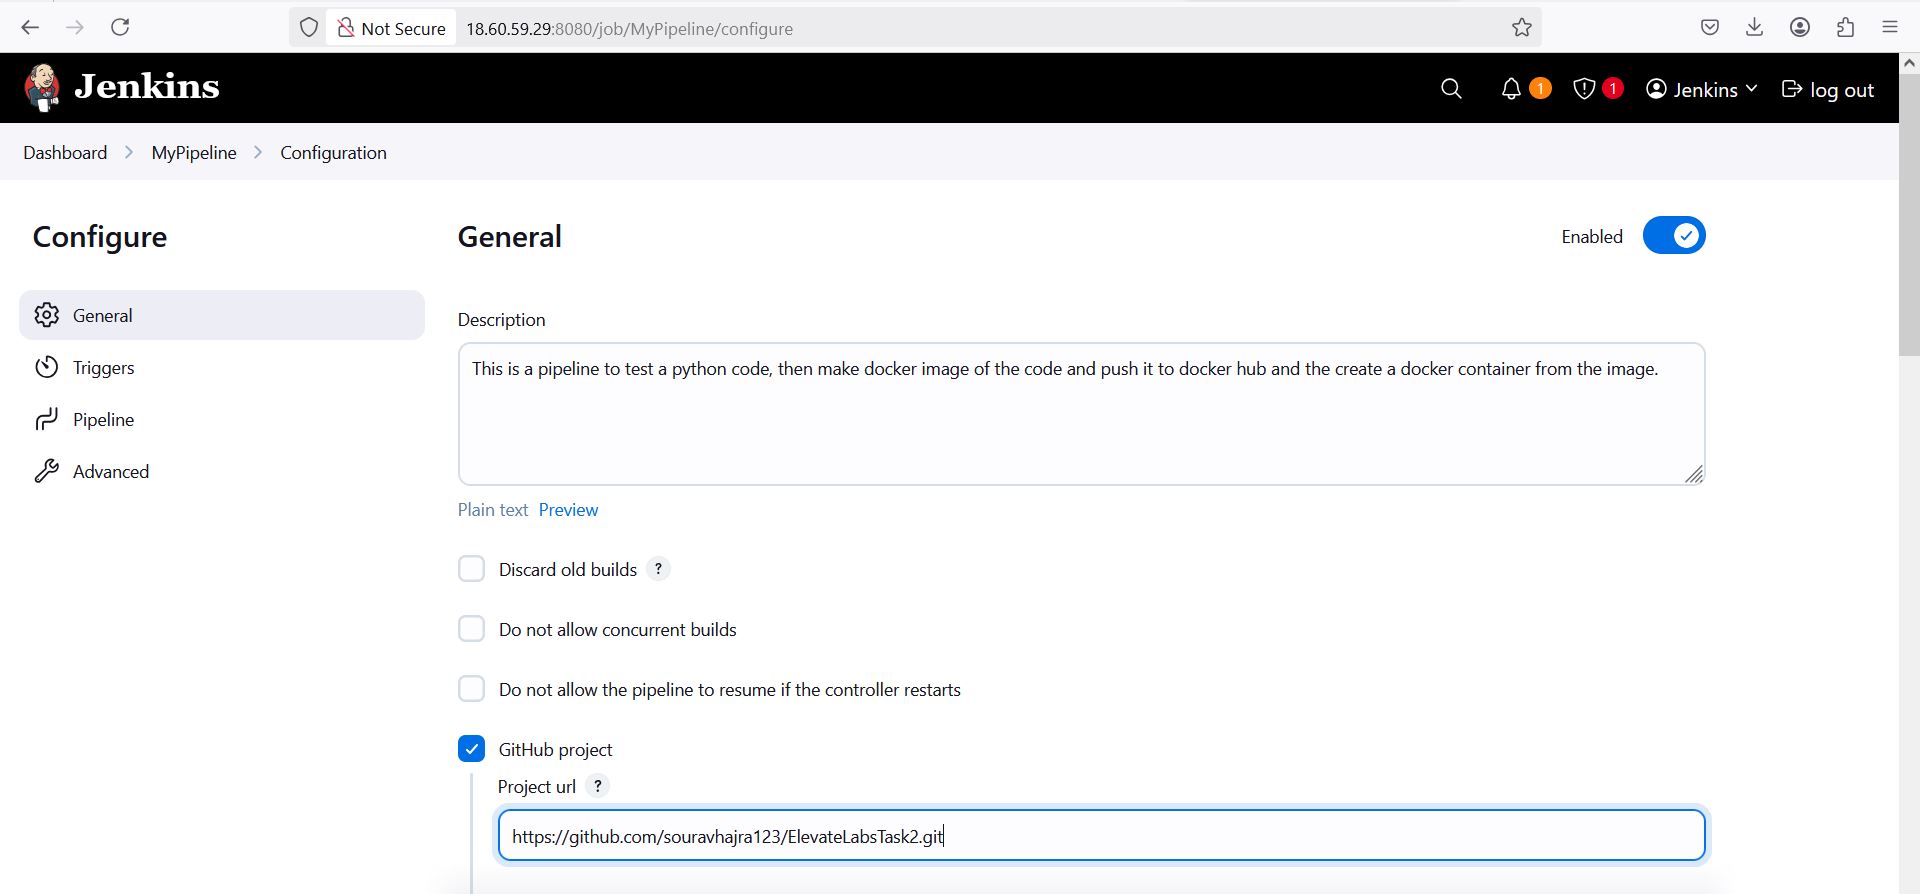 Not Secure 18.60.59.29:8080/job/MyPipeline/configure
Jenkins 1 1 Jenkins log out
Dashboard MyPipeline Configuration
Configure
General
Triggers
Pipeline
Advanced
General Enabled
Description
This is a pipeline to test a python code, then make docker image of the code and push it to docker hub and the create a docker container from the image.
Plain text Preview
Discard old builds ?
Do not allow concurrent builds
Do not allow the pipeline to resume if the controller restarts
GitHub project
Project url ?
https://github.com/souravhajra123/ElevateLabsTask2.git